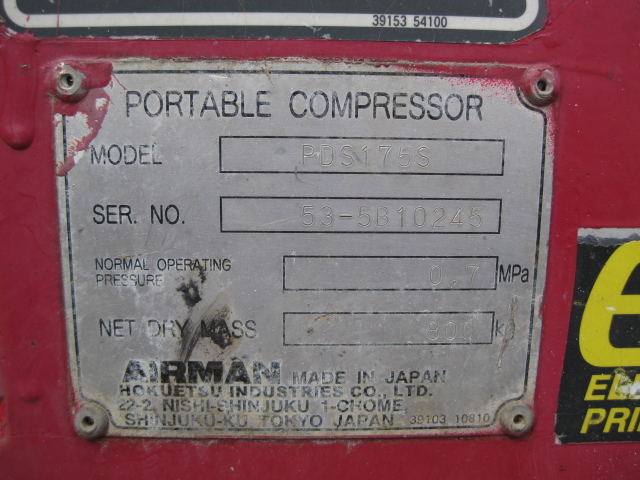 39153 54100
PORTABLE COMPRESSOR
MODEL PDS175S
SER. NO. 53-5B10245
NORMAL OPERATING PRESSURE 0.7 MPa
NET DRY MASS 800 kg
AIRMAN MADE IN JAPAN
HOKUETSU INDUSTRIES CO., LTD.
22-2, NISHI-SHINJUKU 1-CHOME,
SHINJUKU-KU TOKYO JAPAN 39103 10810